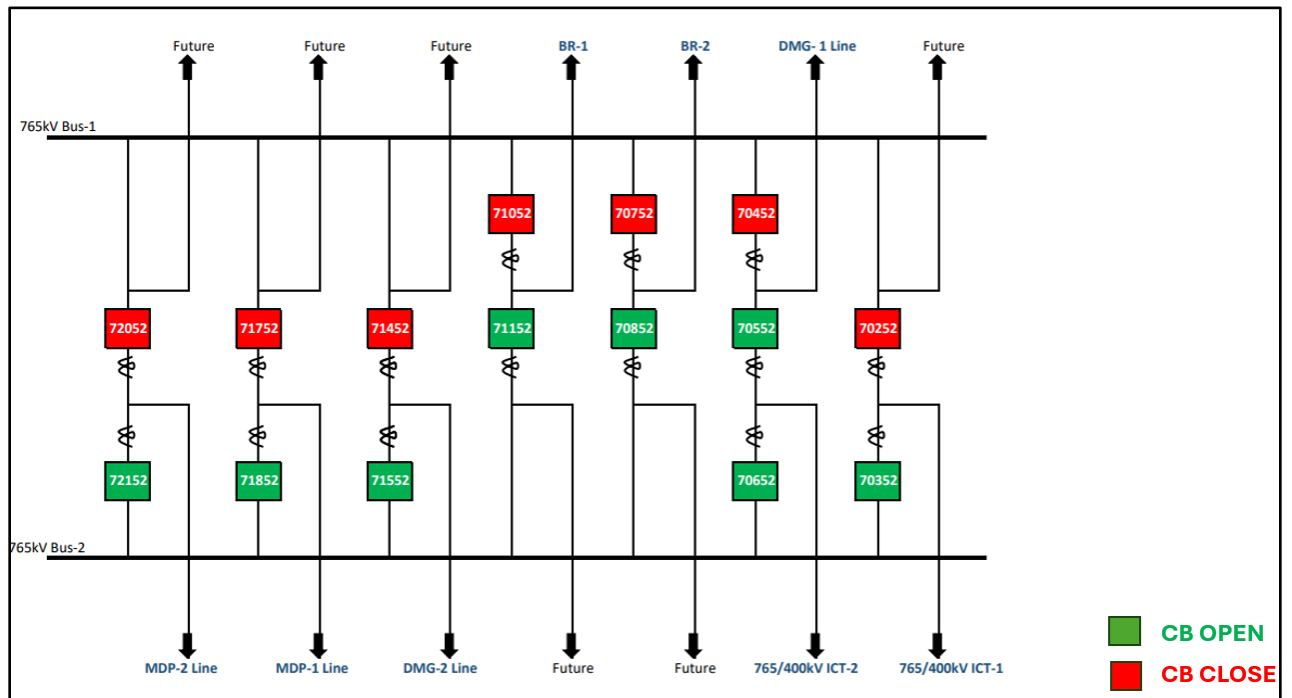 Future
Future
Future
BR-1
BR-2
DMG- 1 Line
Future
765kV Bus-1
71052
70752
70452
72052
71752
71452
71152
70852
70552
70252
72152
71852
71552
70652
70352
765kV Bus-2
MDP-2 Line
MDP-1 Line
DMG-2 Line
Future
Future
765/400kV ICT-2
765/400kV ICT-1
CB OPEN
CB CLOSE